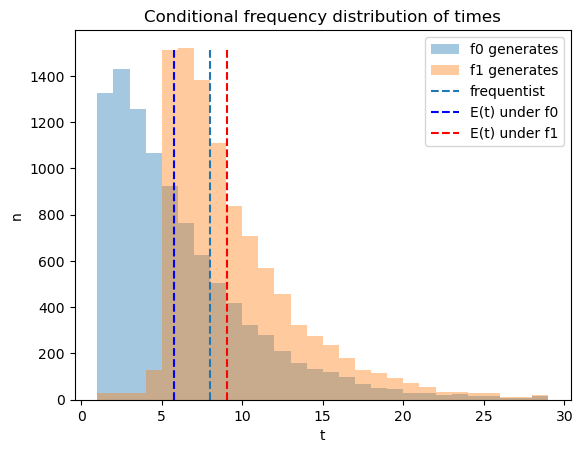 Conditional frequency distribution of times
f0 generates
f1 generates
frequentist
E(t) under f0
E(t) under f1
1400
1200
1000
800
600
400
200
0
n
0 5 10 15 20 25 30
t